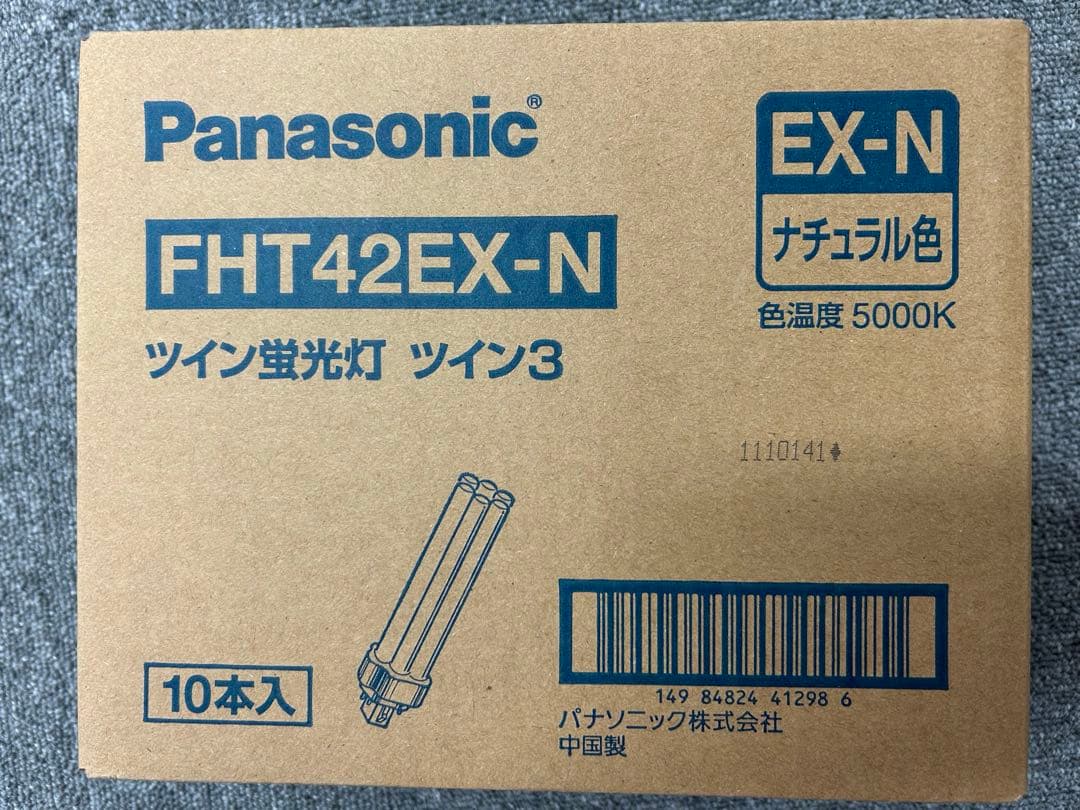 Panasonic®
EX-N
ナチュラル色
色温度 5000K
FHT42EX-N
ツイン蛍光灯 ツイン3
1110141♦
10本入
149 84824 41298 6
パナソニック株式会社
中国製